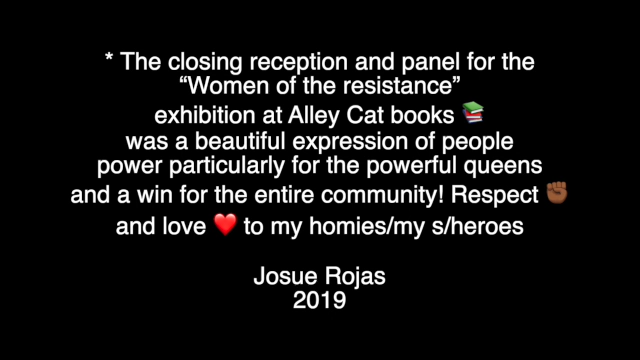 * The closing reception and panel for the
“Women of the resistance”
exhibition at Alley Cat books 📚
was a beautiful expression of people
power particularly for the powerful queens
and a win for the entire community! Respect ✊🏾
and love ❤️ to my homies/my s/heroes
Josue Rojas
2019